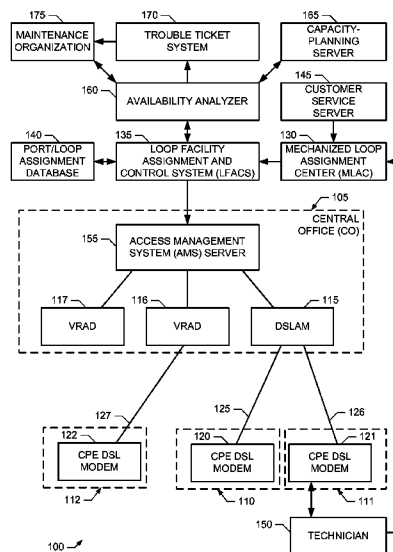 175
170
165
MAINTENANCE
ORGANIZATION
TROUBLE TICKET
SYSTEM
CAPACITY-
PLANNING
SERVER
160
145
AVAILABILITY ANALYZER
CUSTOMER
SERVICE
SERVER
140
135
130
PORT/LOOP
ASSIGNMENT
DATABASE
LOOP FACILITY
ASSIGNMENT AND
CONTROL SYSTEM (LFACS)
MECHANIZED LOOP
ASSIGNMENT
CENTER (MLAC)
105
CENTRAL
OFFICE (CO)
155
ACCESS MANAGEMENT
SYSTEM (AMS) SERVER
117
116
115
VRAD
VRAD
DSLAM
127
125
126
122
120
121
CPE DSL
MODEM
CPE DSL
MODEM
CPE DSL
MODEM
112
110
111
150
TECHNICIAN
100